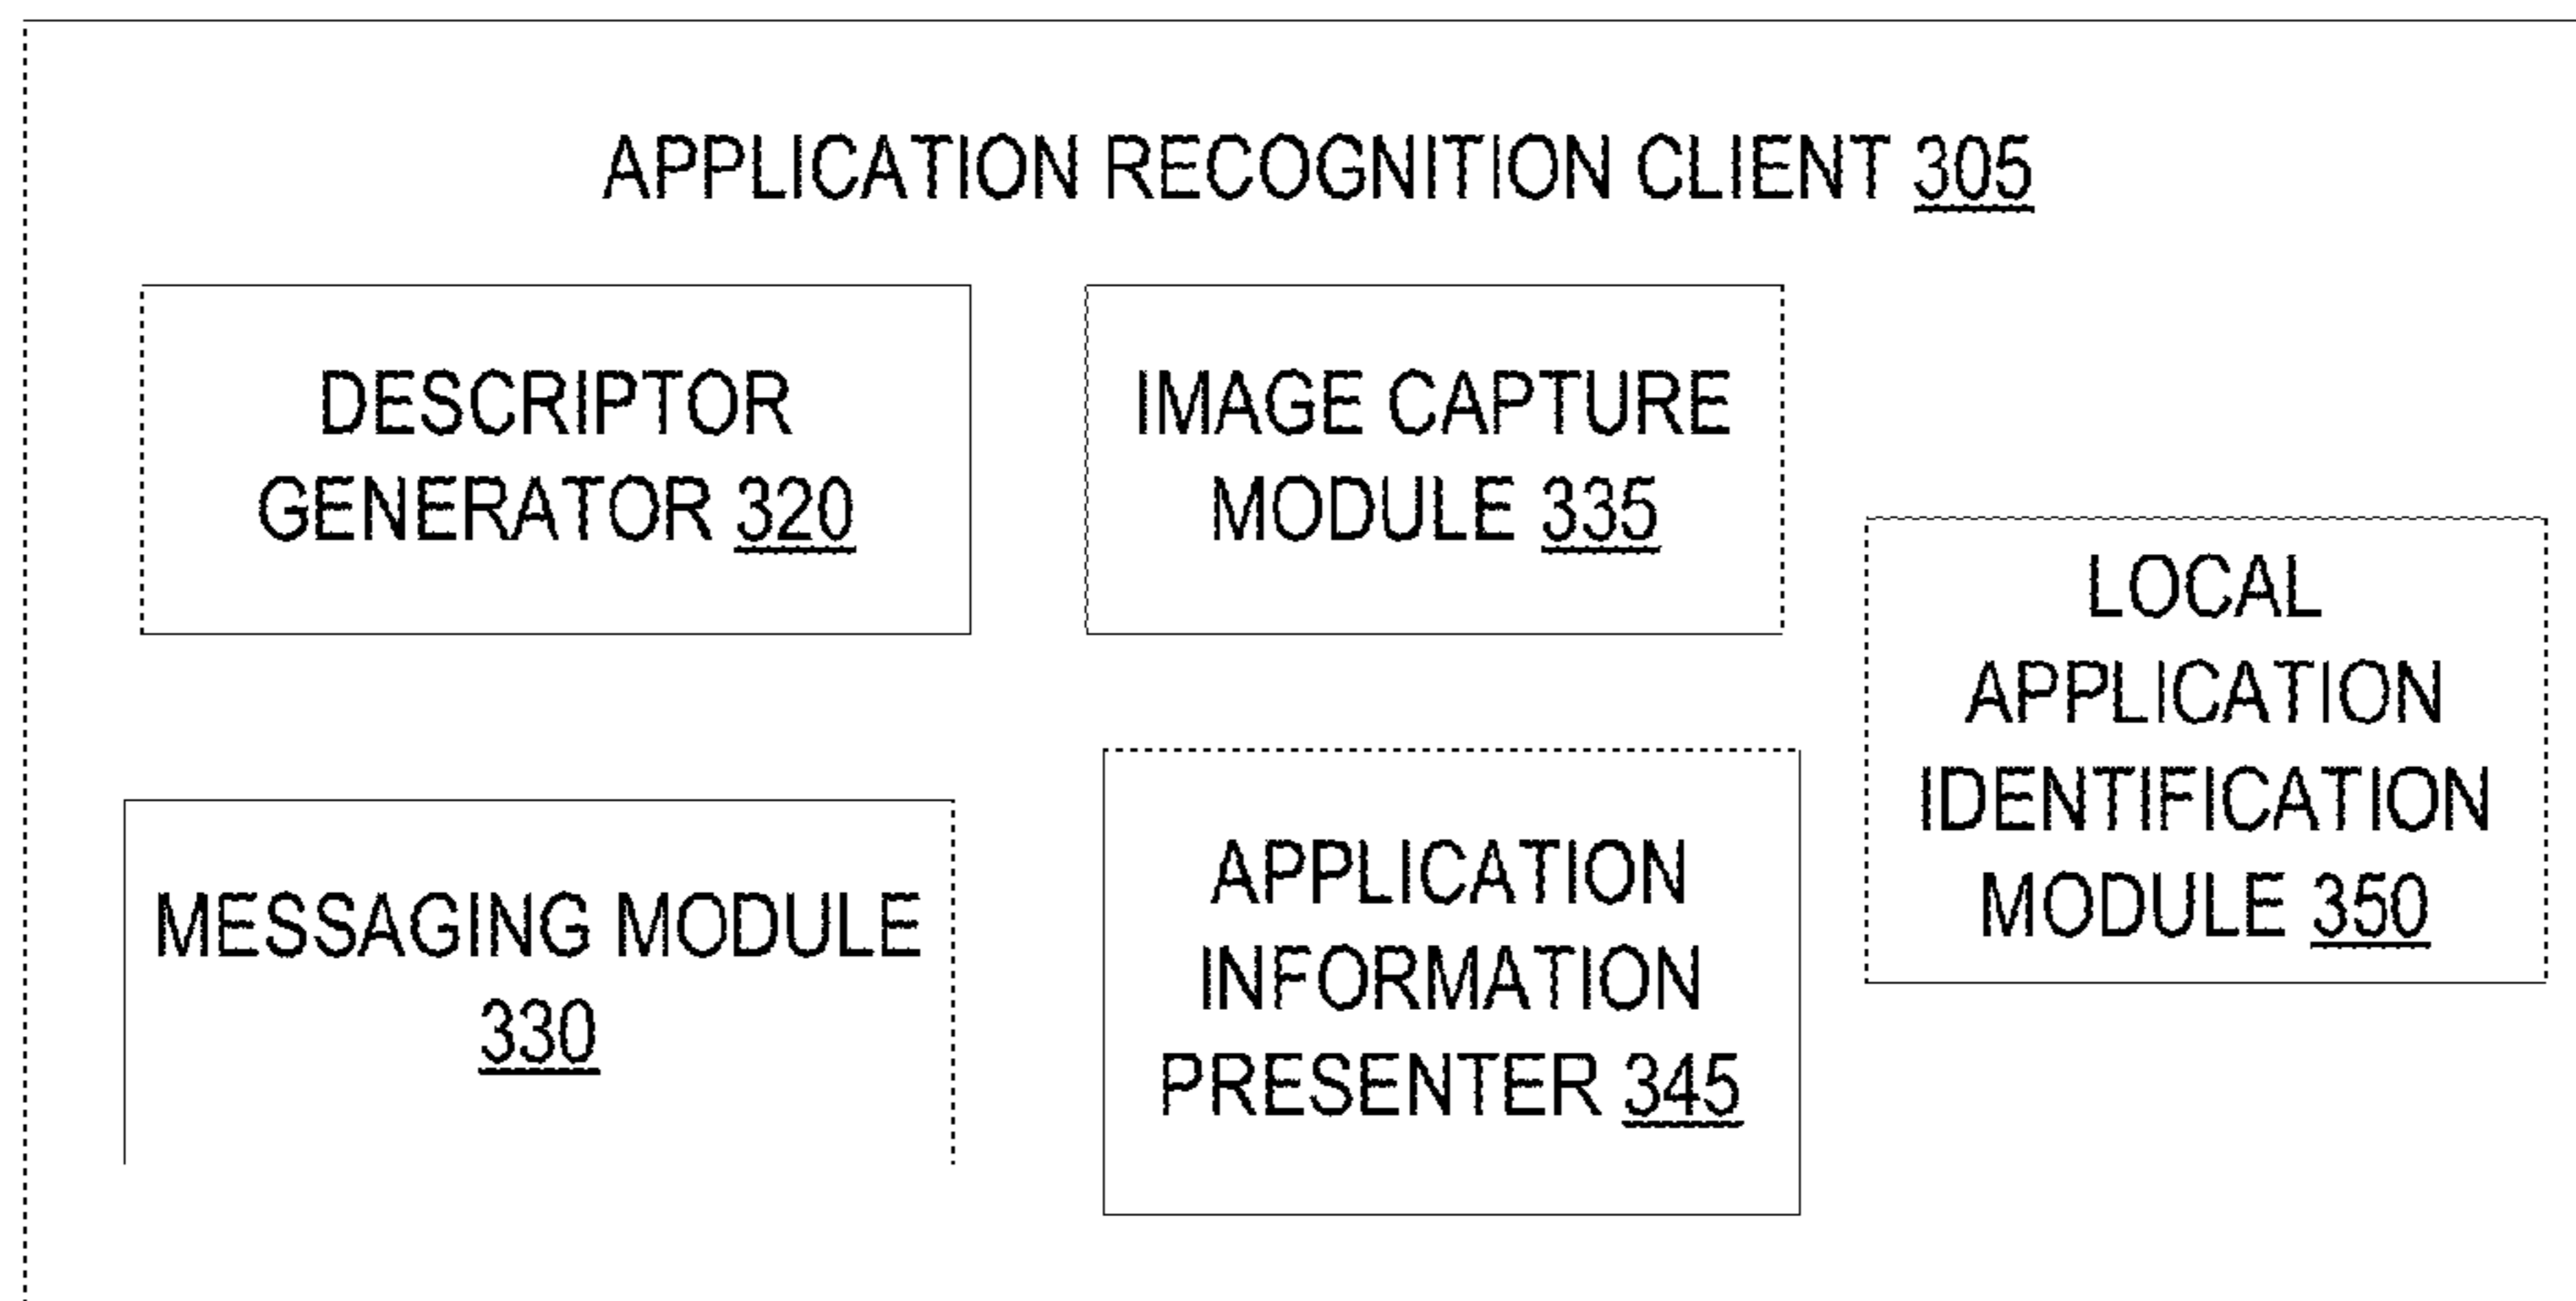 APPLICATION RECOGNITION CLIENT 305
DESCRIPTOR
GENERATOR 320
IMAGE CAPTURE
MODULE 335
LOCAL
APPLICATION
IDENTIFICATION
MODULE 350
MESSAGING MODULE
330
APPLICATION
INFORMATION
PRESENTER 345